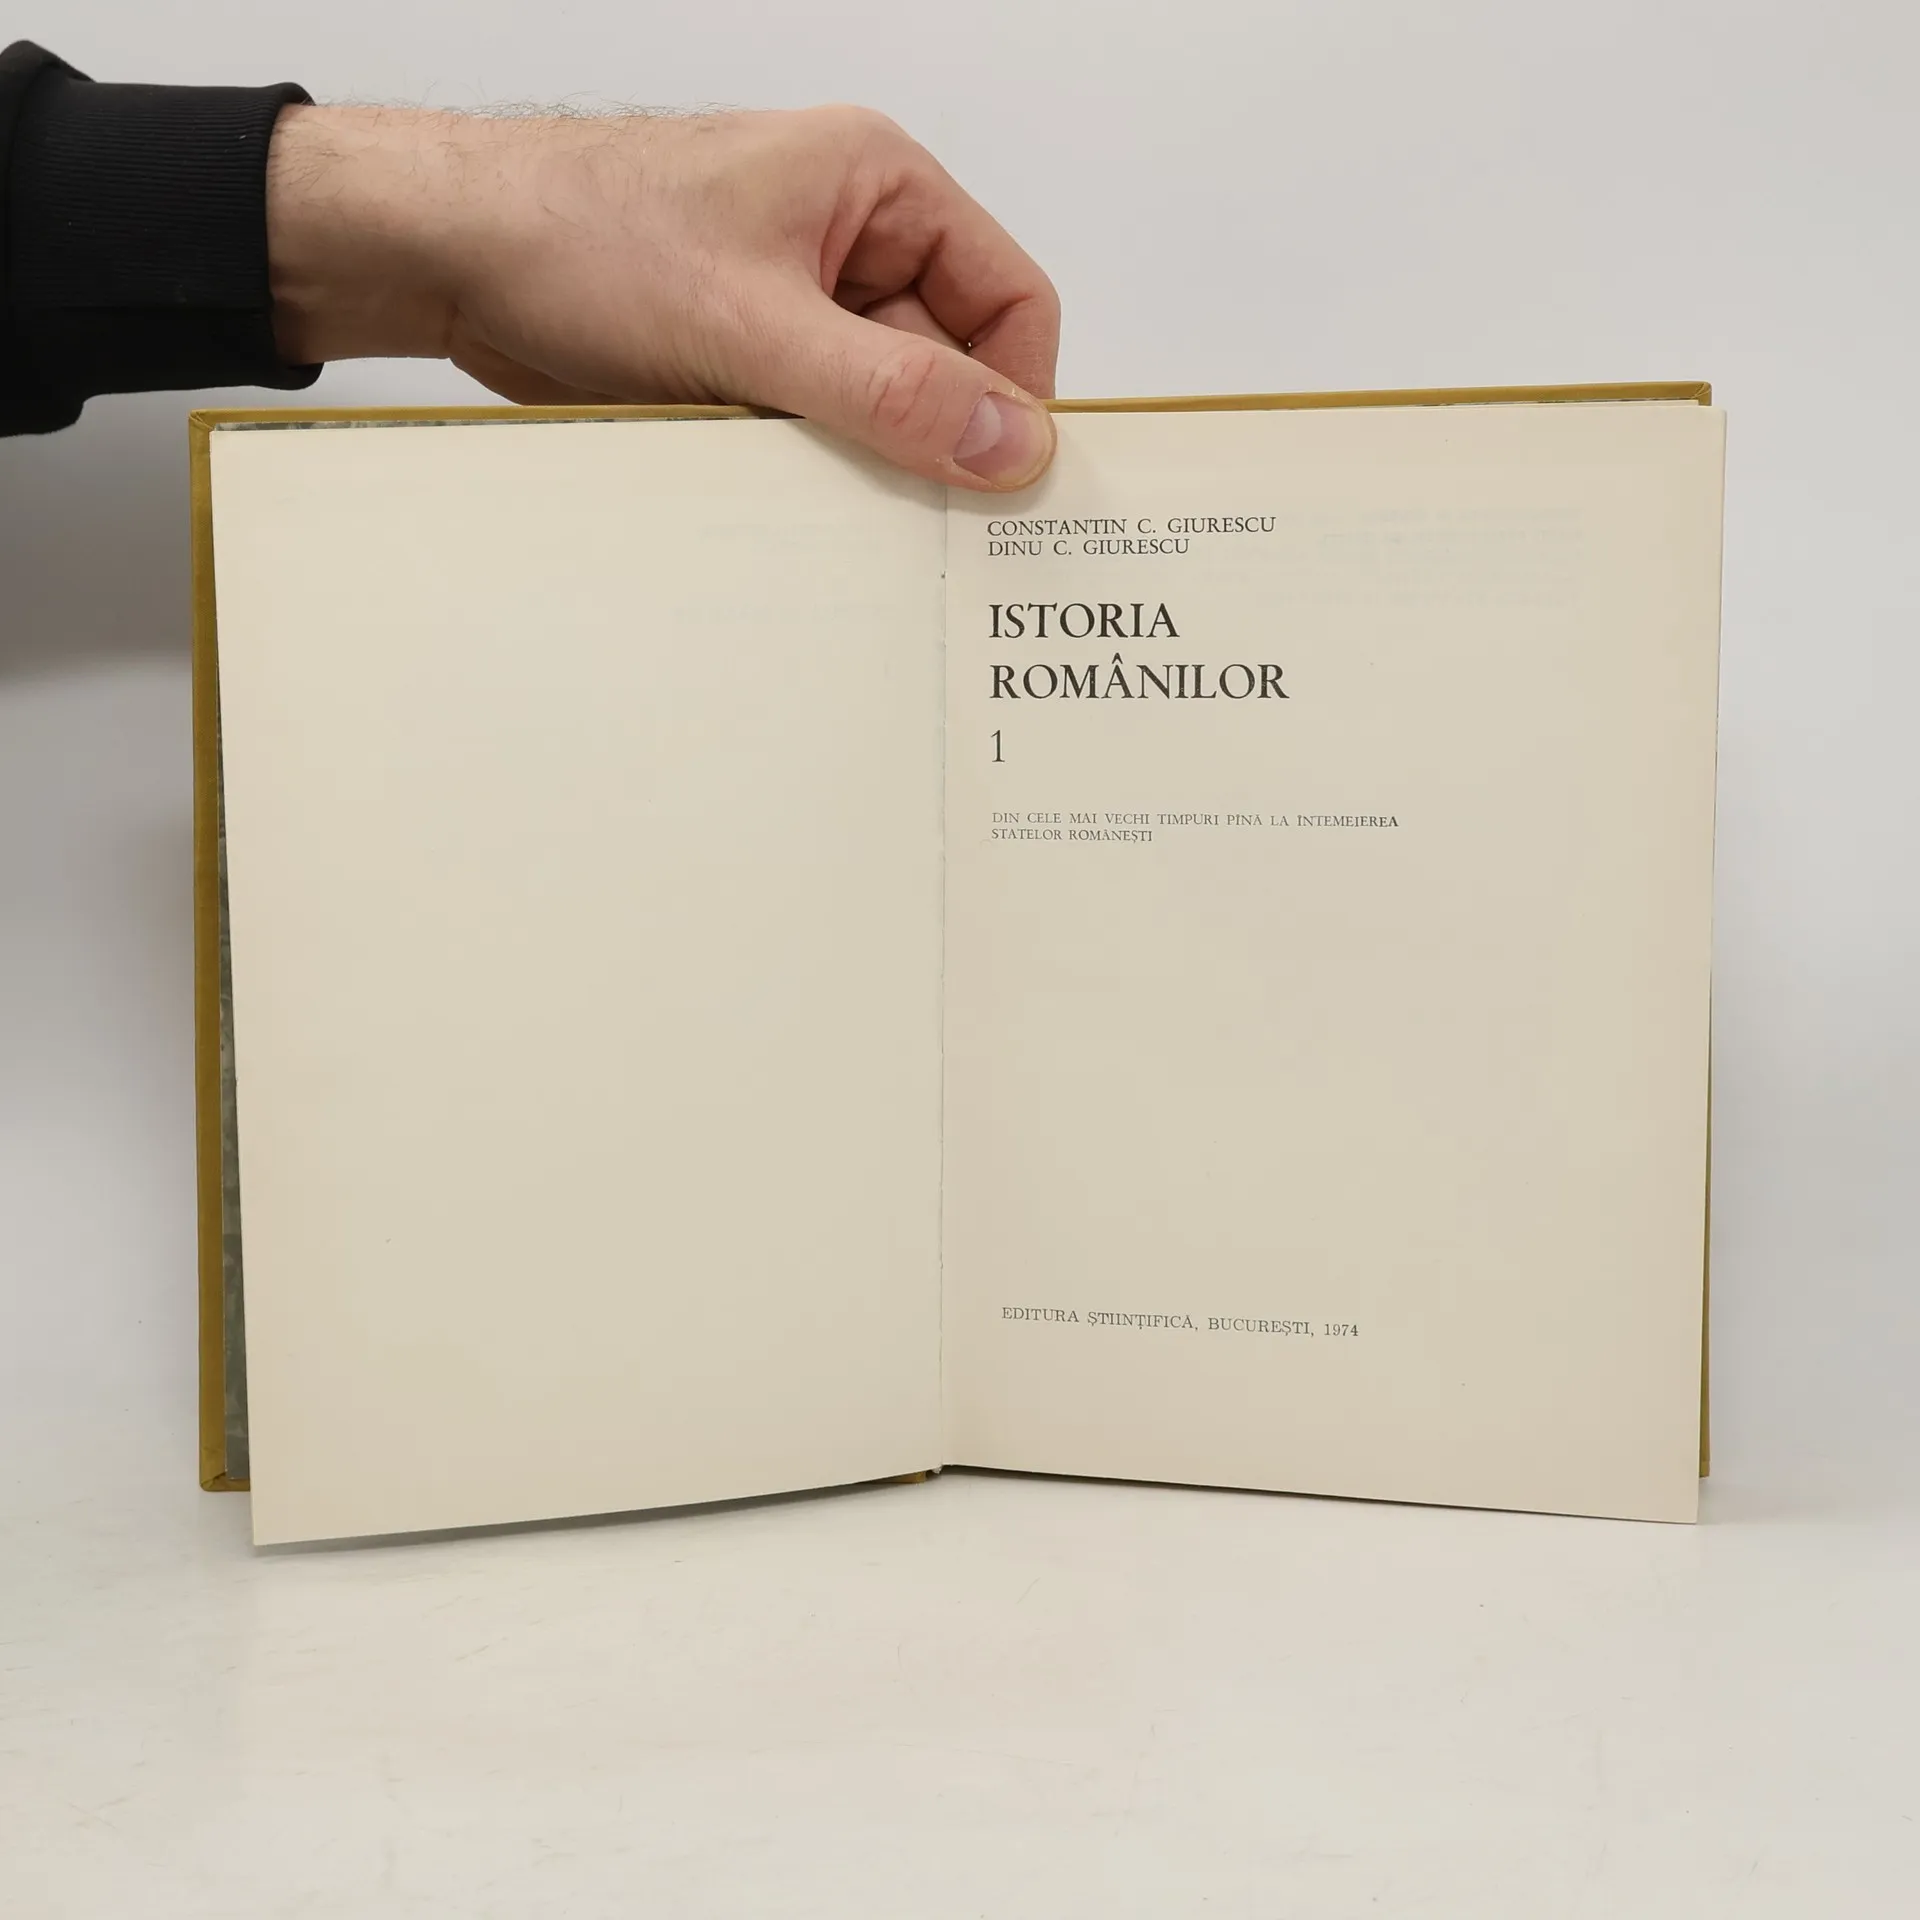 CONSTANTIN C. GIURESCU
DINU C. GIURESCU
ISTORIA
ROMÂNILOR
1
DIN CELE MAI VECHI TIMPURI PÎNĂ LA ÎNTEMEIEREA
STATELOR ROMÂNEȘTI
EDITURA ȘTIINȚIFICĂ, BUCUREȘTI, 1974